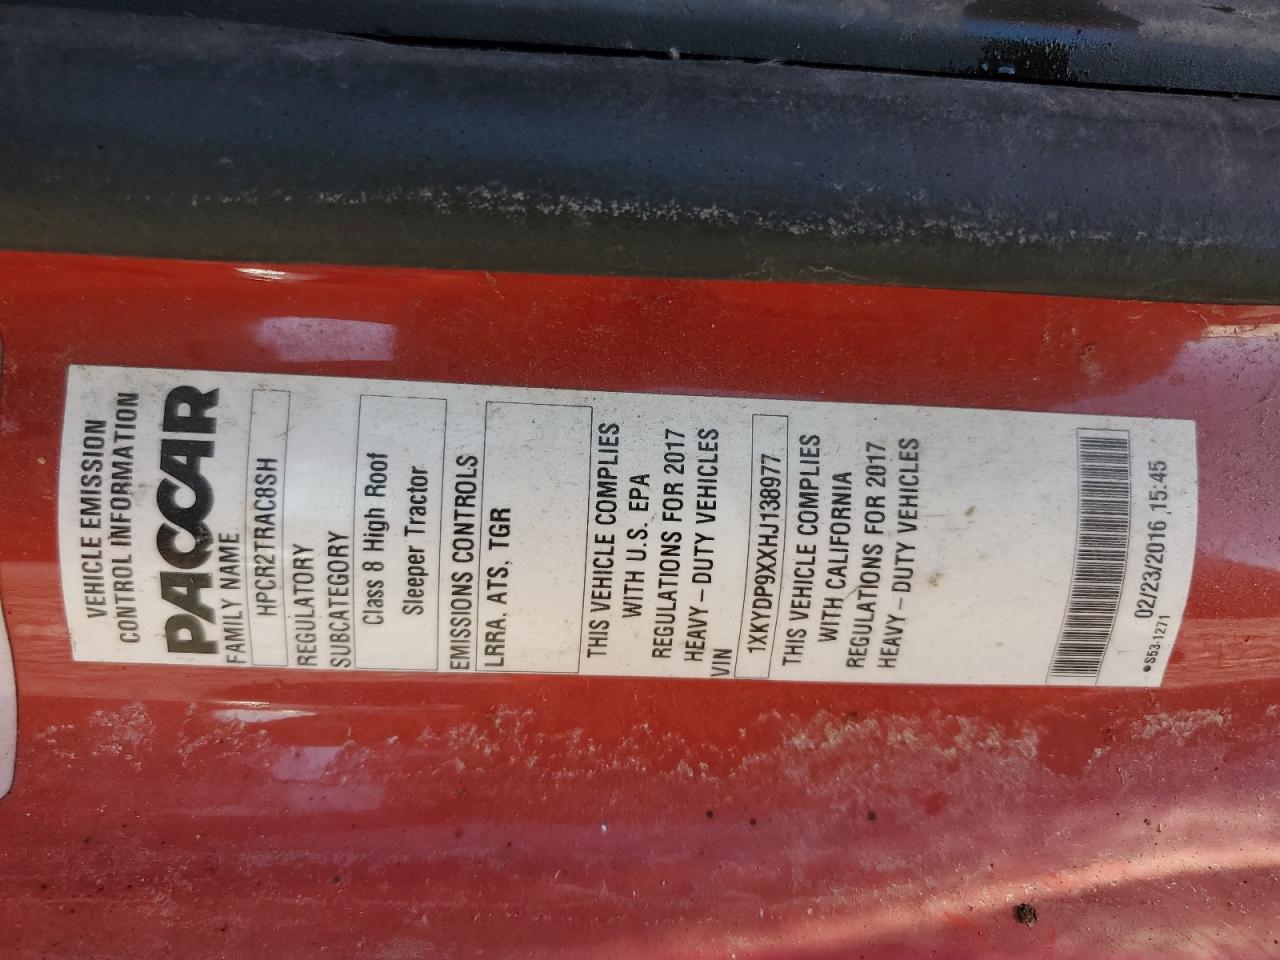 VEHICLE EMISSION
CONTROL INFORMATION
PACCAR
FAMILY NAME
HPCR2TRAC8SH
REGULATORY
SUBCATEGORY
Class 8 High Roof
Sleeper Tractor
EMISSIONS CONTROLS
LRRA, ATS, TGR
THIS VEHICLE COMPLIES
WITH U.S. EPA
REGULATIONS FOR 2017
HEAVY – DUTY VEHICLES
VIN
1XKYDP9XXHJ138977
THIS VEHICLE COMPLIES
WITH CALIFORNIA
REGULATIONS FOR 2017
HEAVY – DUTY VEHICLES
02/23/2016 15:45
•S53-1271